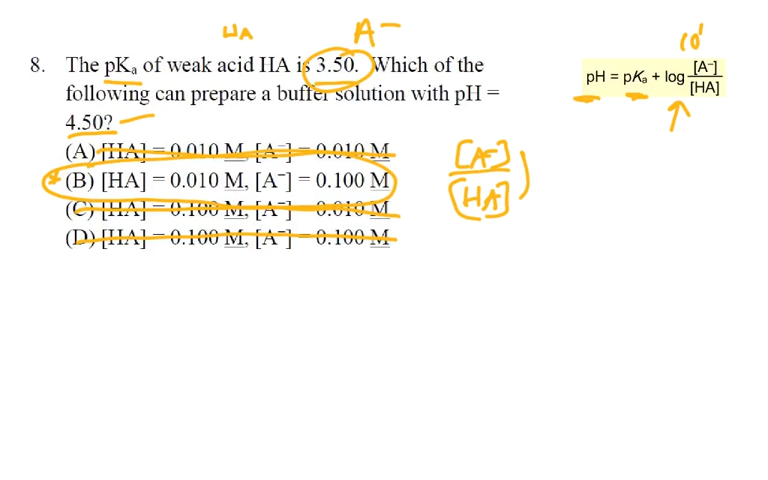 HA A⁻
8. The pKₐ of weak acid HA is 3.50. Which of the
following can prepare a buffer solution with pH =
4.50?
(A) [HA] = 0.010 M, [A⁻] = 0.010 M
(B) [HA] = 0.010 M, [A⁻] = 0.100 M
(C) [HA] = 0.100 M, [A⁻] = 0.010 M
(D) [HA] = 0.100 M, [A⁻] = 0.100 M
10¹
pH = pKₐ + log [A⁻]
[HA]
[A⁻]
[HA]